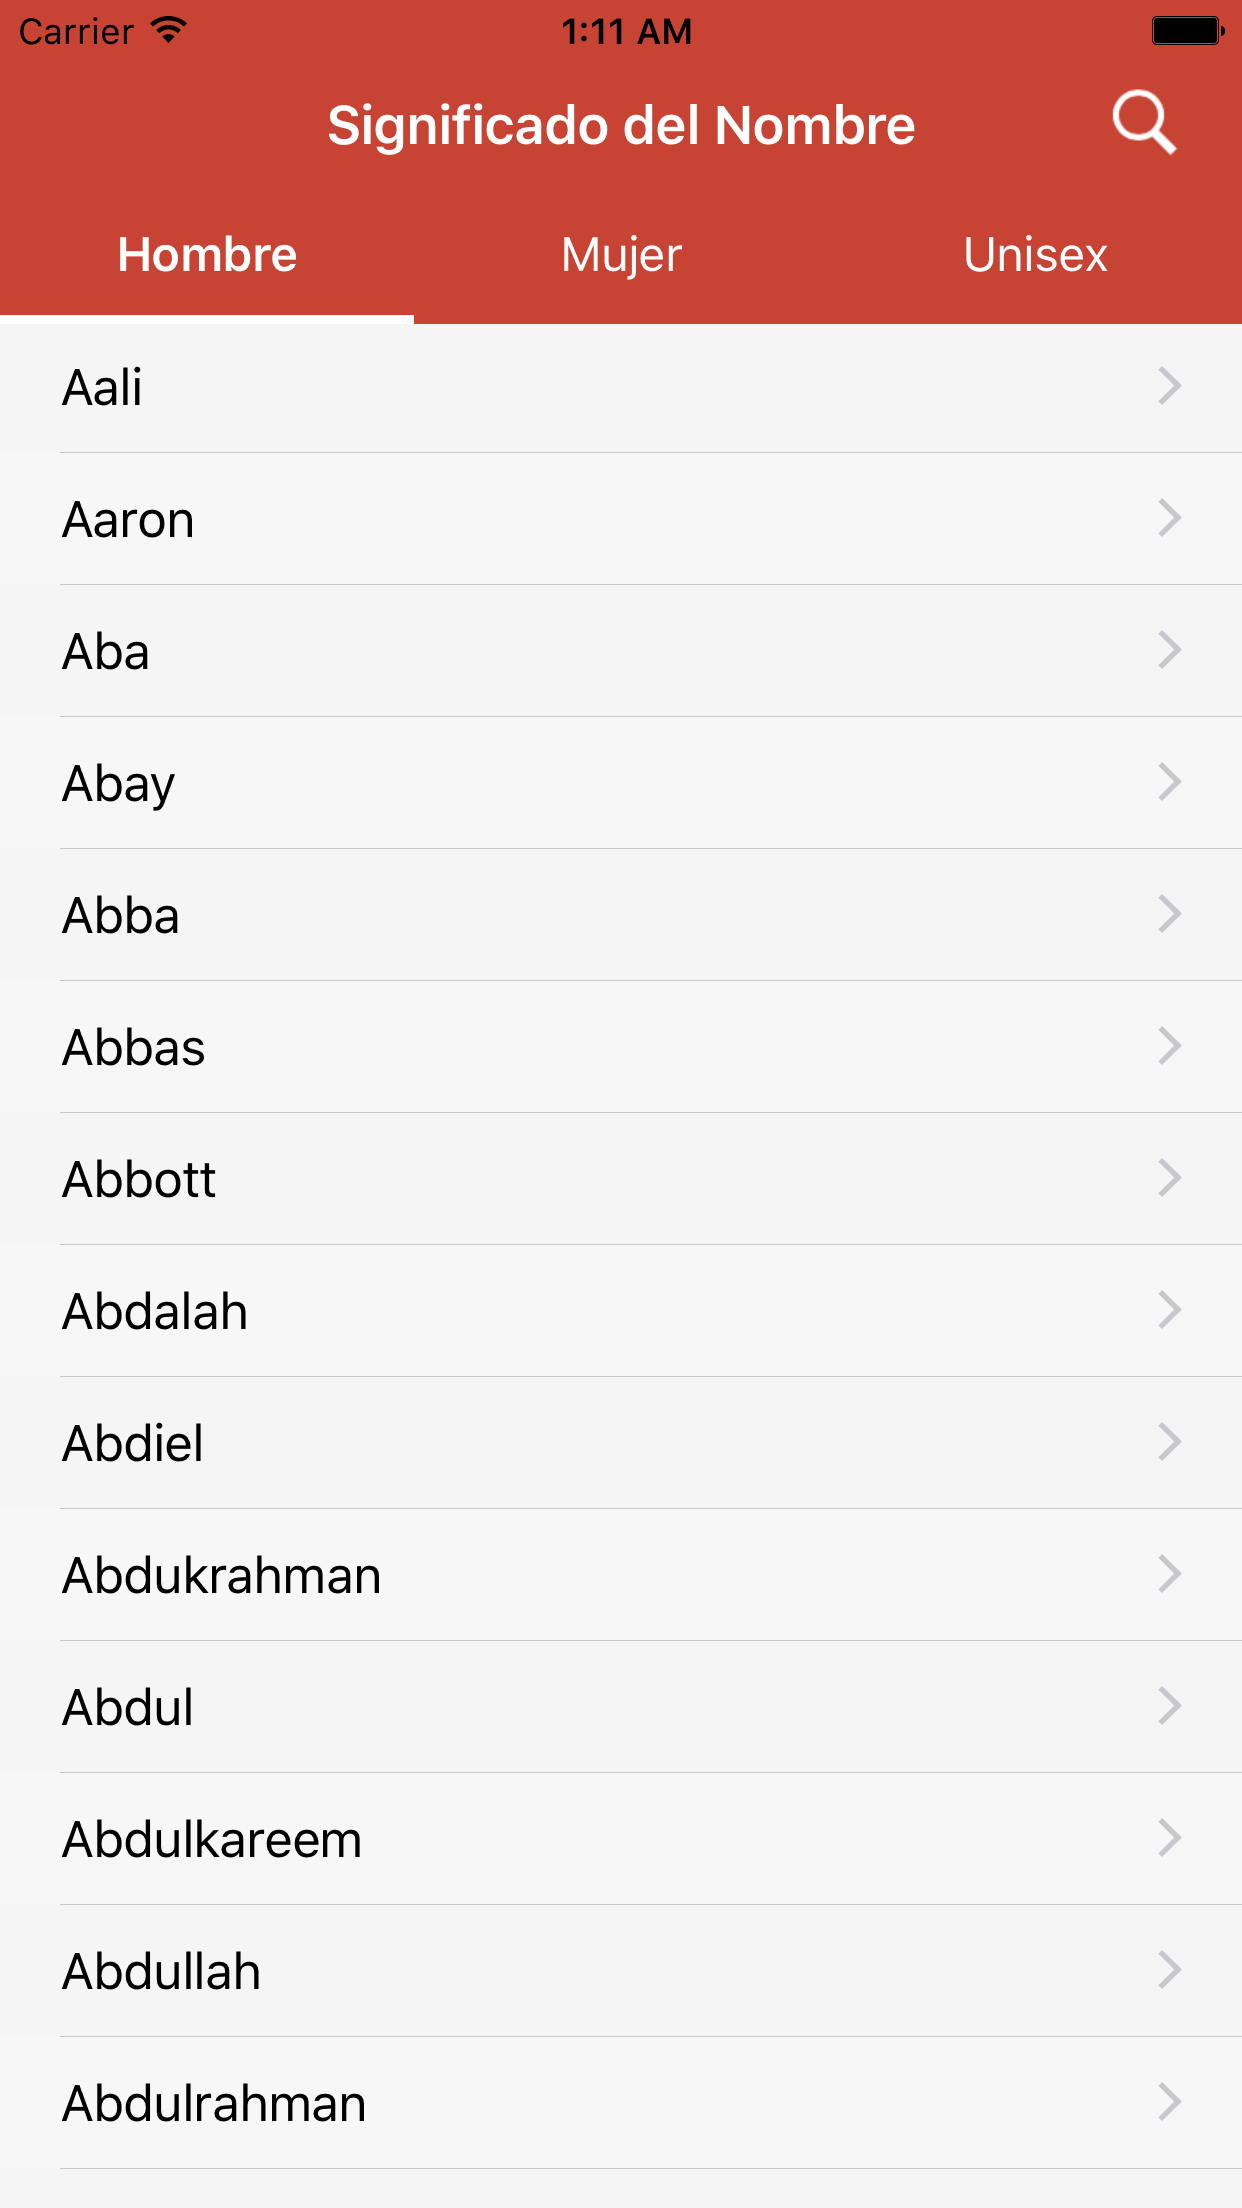 Carrier 1:11 AM
Significado del Nombre
Hombre Mujer Unisex
Aali
Aaron
Aba
Abay
Abba
Abbas
Abbott
Abdalah
Abdiel
Abdukrahman
Abdul
Abdulkareem
Abdullah
Abdulrahman